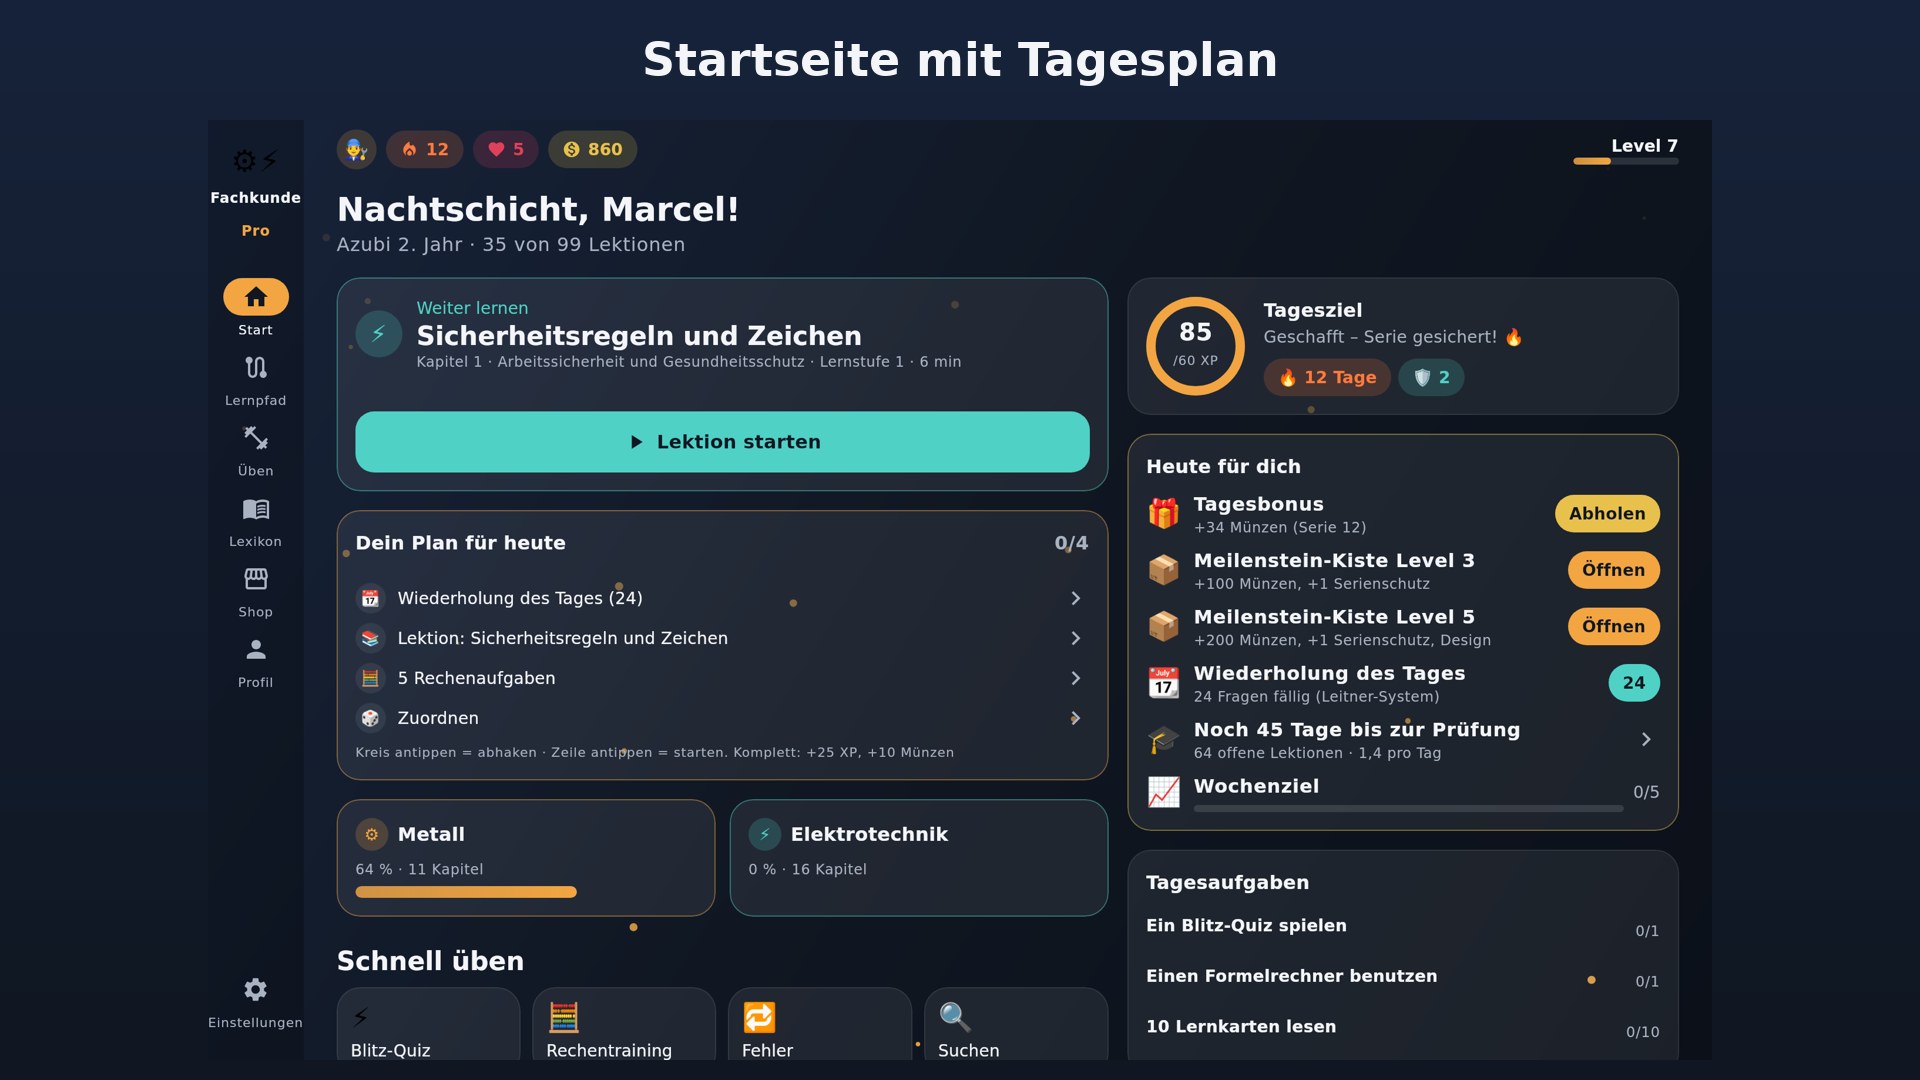 Startseite mit Tagesplan
Fachkunde
Pro
Start
Lernpfad
Üben
Lexikon
Shop
Profil
Einstellungen
12
5
860
Level 7
Nachtschicht, Marcel!
Azubi 2. Jahr · 35 von 99 Lektionen
Weiter lernen
Sicherheitsregeln und Zeichen
Kapitel 1 · Arbeitssicherheit und Gesundheitsschutz · Lernstufe 1 · 6 min
Lektion starten
Dein Plan für heute
0/4
Wiederholung des Tages (24)
Lektion: Sicherheitsregeln und Zeichen
5 Rechenaufgaben
Zuordnen
Kreis antippen = abhaken · Zeile antippen = starten. Komplett: +25 XP, +10 Münzen
Metall
64 % · 11 Kapitel
Elektrotechnik
0 % · 16 Kapitel
Schnell üben
Blitz-Quiz
Rechentraining
Fehler
Suchen
85
/60 XP
Tagesziel
Geschafft – Serie gesichert! 🔥
12 Tage
2
Heute für dich
Tagesbonus
+34 Münzen (Serie 12)
Abholen
Meilenstein-Kiste Level 3
+100 Münzen, +1 Serienschutz
Öffnen
Meilenstein-Kiste Level 5
+200 Münzen, +1 Serienschutz, Design
Öffnen
July
17
Wiederholung des Tages
24 Fragen fällig (Leitner-System)
24
Noch 45 Tage bis zur Prüfung
64 offene Lektionen · 1,4 pro Tag
Wochenziel
0/5
Tagesaufgaben
Ein Blitz-Quiz spielen
0/1
Einen Formelrechner benutzen
0/1
10 Lernkarten lesen
0/10